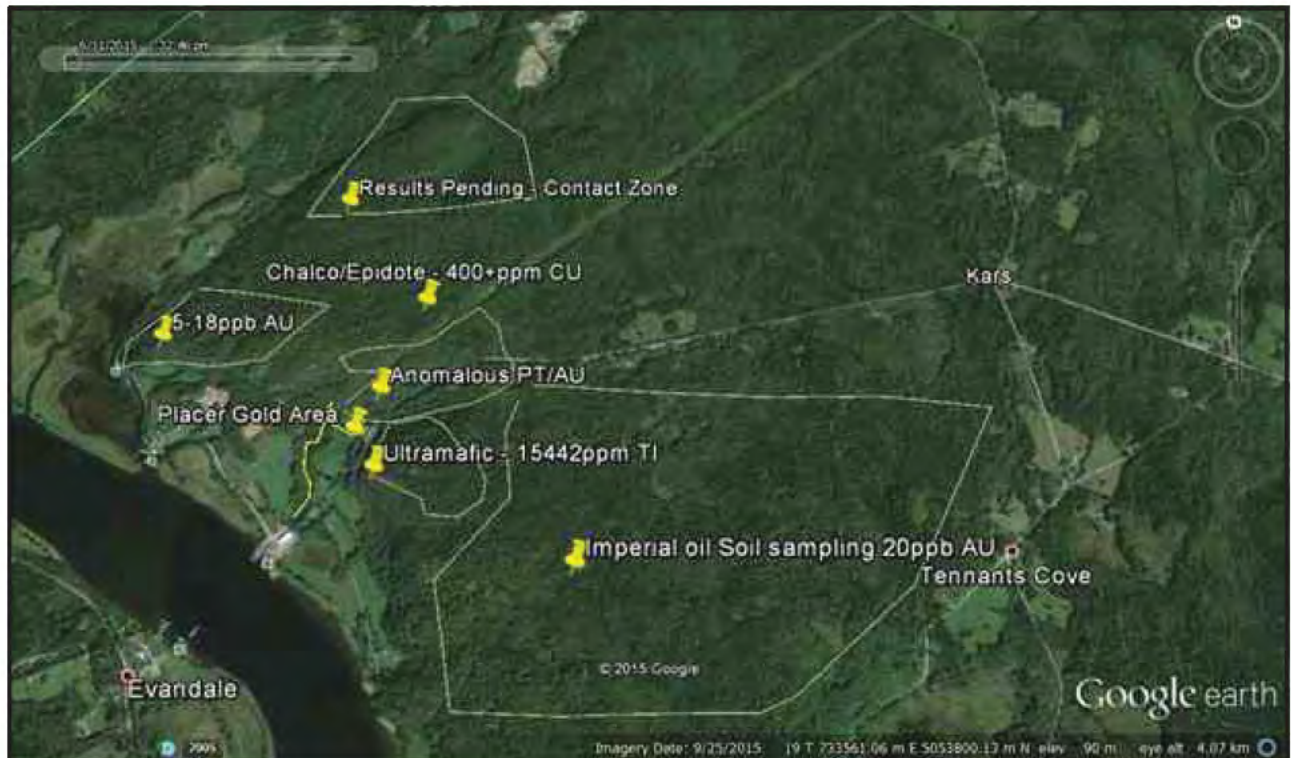 Results Pending - Contact Zone
Chalco/Epidote - 400+ppm CU
Kars
5-18ppb AU
Anomalous PT/AU
Placer Gold Area
Ultramafic - 15442ppm TI
Imperial oil Soil sampling 20ppb AU
Tennants Cove
© 2015 Google
Evandale
Google earth
2005
Imagery Date: 9/25/2015 19 T 733561.06 m E 5053800.13 m N elev 90 m eye alt 4.07 km